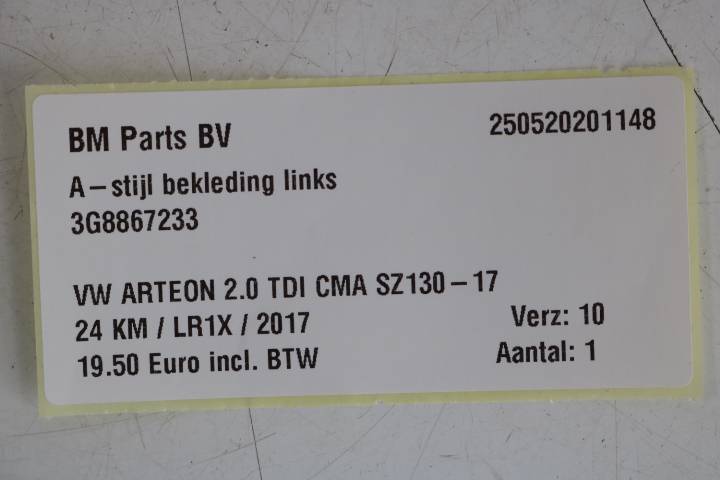 BM Parts BV 250520201148
A-stijl bekleding links
3G8867233
VW ARTEON 2.0 TDI CMA SZ130-17
24 KM / LR1X / 2017 Verz: 10
19.50 Euro incl. BTW Aantal: 1